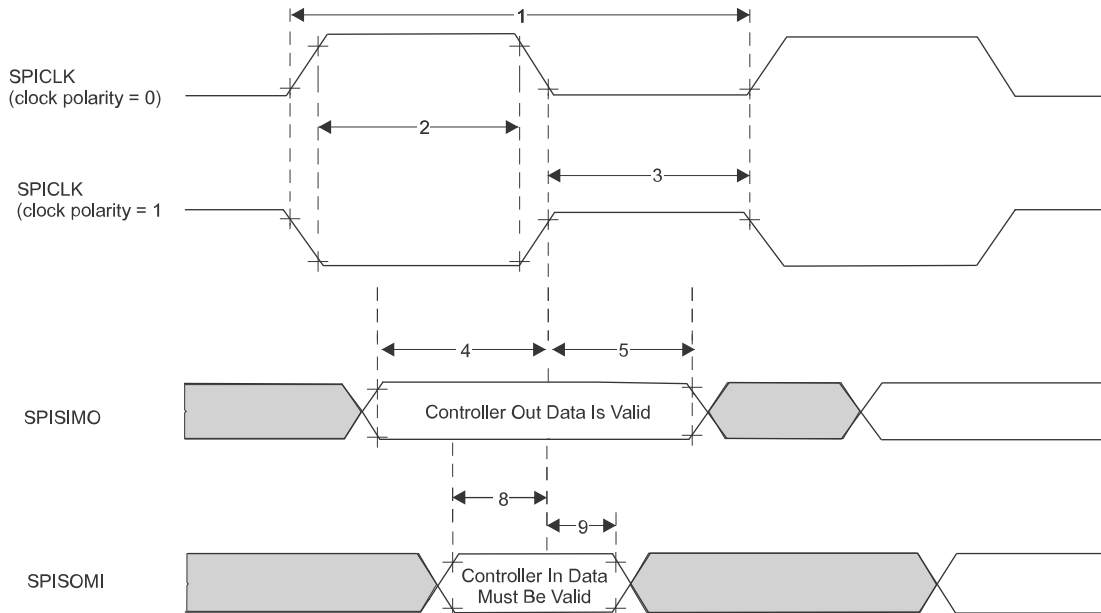 1
SPICLK
(clock polarity = 0)
2
3
SPICLK
(clock polarity = 1
4
5
SPISIMO
Controller Out Data Is Valid
8
9
SPISOMI
Controller In Data
Must Be Valid